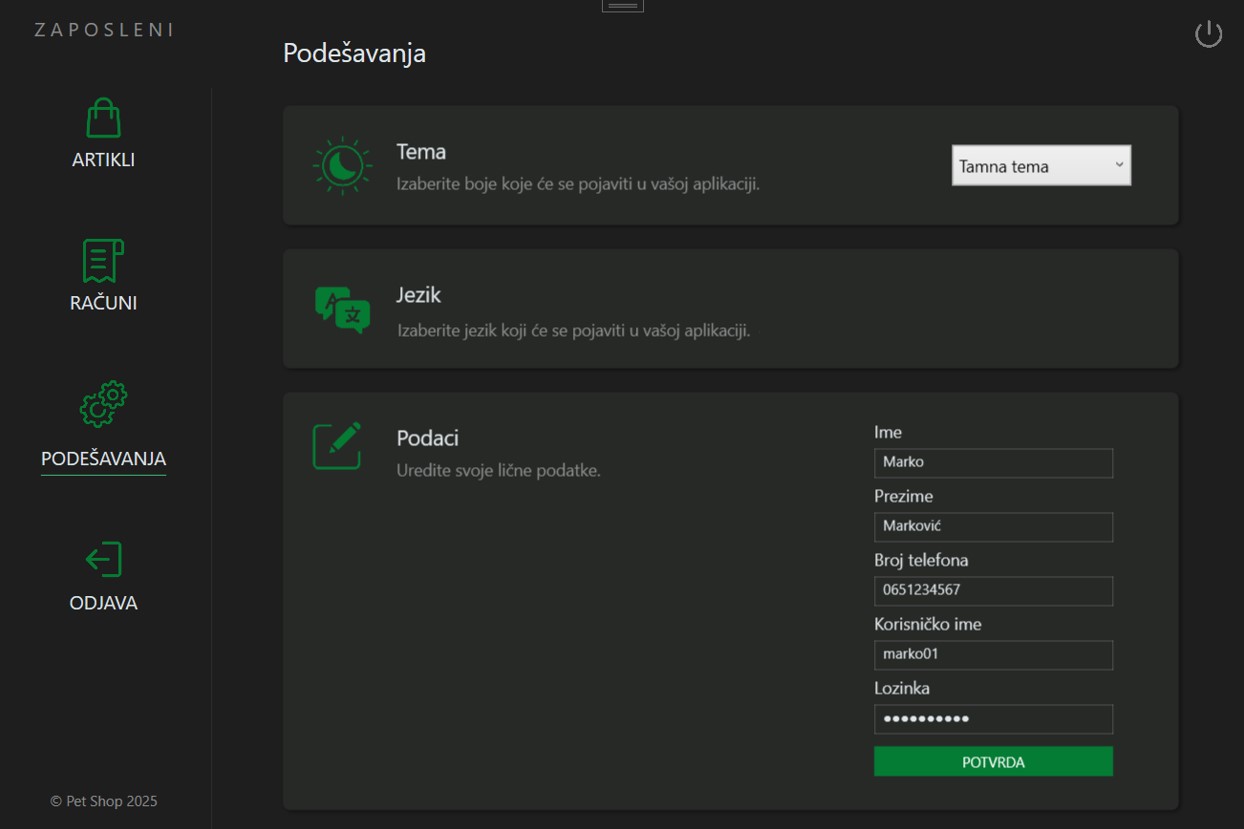 ZAPOSLENI
Podešavanja
ARTIKLI
RAČUNI
PODEŠAVANJA
ODJAVA
© Pet Shop 2025
Tema
Izaberite boje koje će se pojaviti u vašoj aplikaciji.
Tamna tema
A 文
Jezik
Izaberite jezik koji će se pojaviti u vašoj aplikaciji.
Podaci
Uredite svoje lične podatke.
Ime
Marko
Prezime
Marković
Broj telefona
0651234567
Korisničko ime
marko01
Lozinka
●●●●●●●●●●
POTVRDA